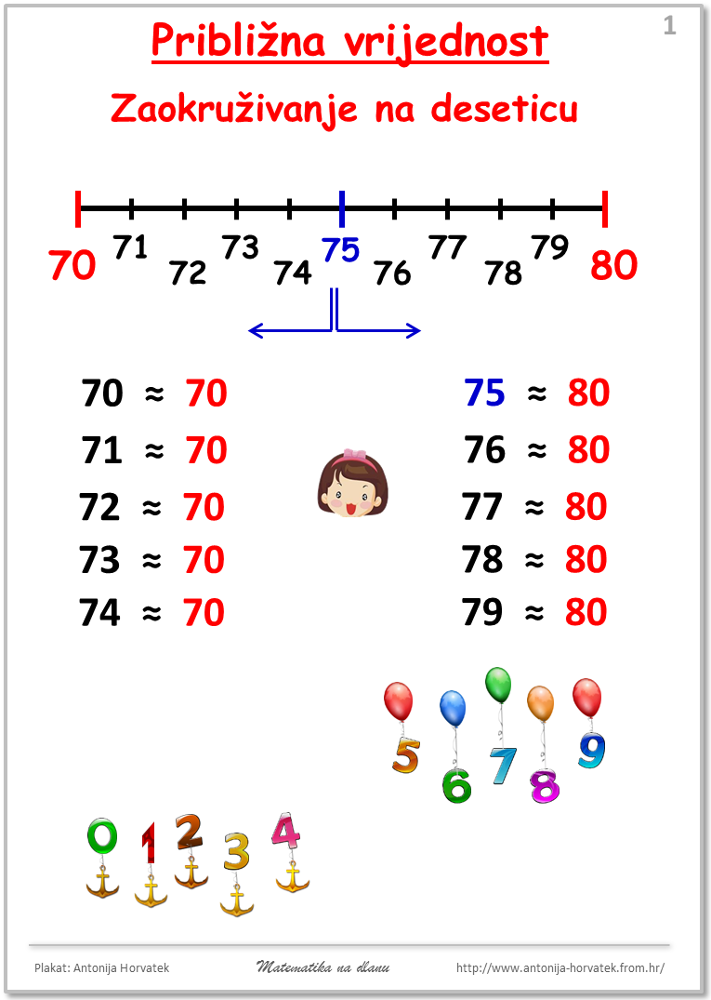 1
Približna vrijednost
Zaokruživanje na deseticu
70 71 72 73 74 75 76 77 78 79 80
70 ≈ 70 75 ≈ 80
71 ≈ 70 76 ≈ 80
72 ≈ 70 77 ≈ 80
73 ≈ 70 78 ≈ 80
74 ≈ 70 79 ≈ 80
5 6 7 8 9
0 1 2 3 4
Plakat: Antonija Horvatek Matematika na dlanu http://www.antonija-horvatek.from.hr/